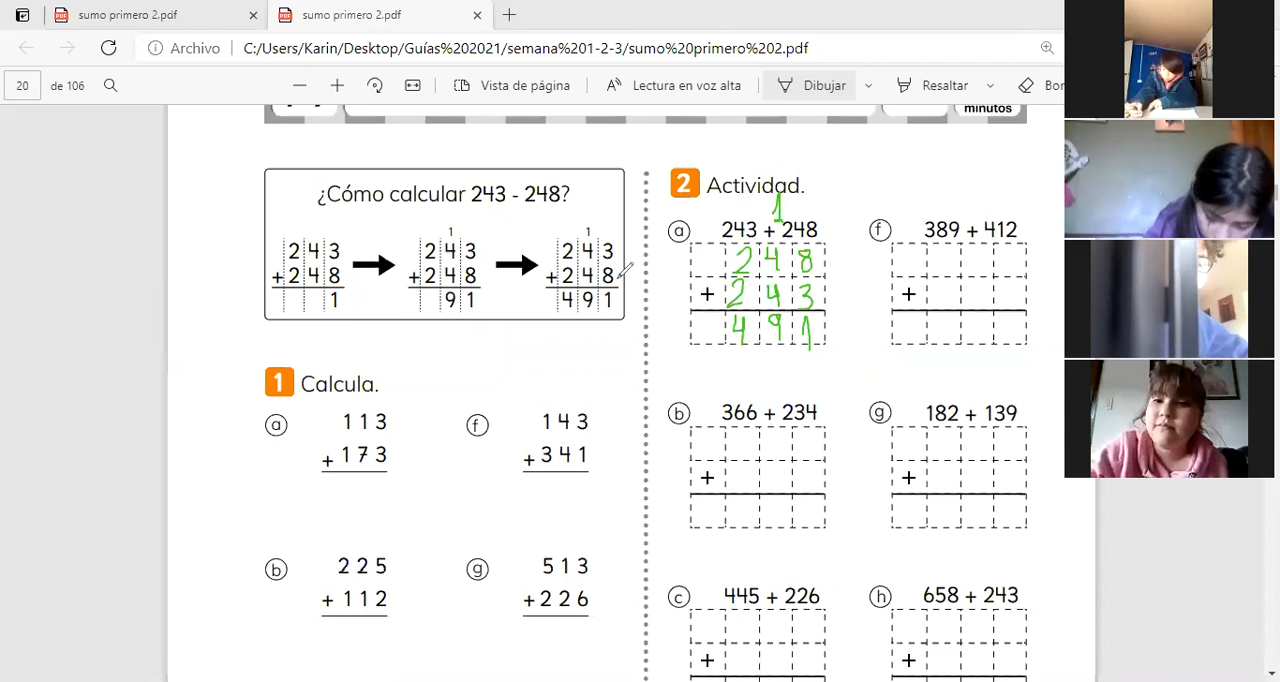 sumo primero 2.pdf
sumo primero 2.pdf
Archivo C:/Users/Karin/Desktop/Guías%202021/semana%201-2-3/sumo%20primero%202.pdf
20 de 106 Vista de página Lectura en voz alta Dibujar Resaltar Bor
minutos
¿Cómo calcular 243 - 248?
1 1
2 4 3 2 4 3 2 4 3
+ 2 4 8 + 2 4 8 + 2 4 8
1 9 1 4 9 1
1 Calcula.
a 1 1 3
+ 1 7 3
f 1 4 3
+ 3 4 1
b 2 2 5
+ 1 1 2
g 5 1 3
+ 2 2 6
2 Actividad.
1
a 243 + 248
2 4 8
+ 2 4 3
4 9 1
f 389 + 412
+
b 366 + 234
+
g 182 + 139
+
c 445 + 226
+
h 658 + 243
+